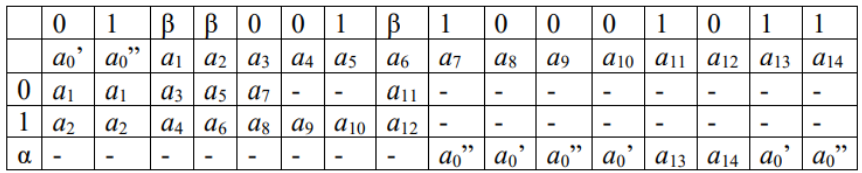 0 1 β β 0 0 1 β 1 0 0 0 1 0 1 1
a₀’ a₀” a₁ a₂ a₃ a₄ a₅ a₆ a₇ a₈ a₉ a₁₀ a₁₁ a₁₂ a₁₃ a₁₄
0 a₁ a₁ a₃ a₅ a₇ - - a₁₁ - - - - - - - -
1 a₂ a₂ a₄ a₆ a₈ a₉ a₁₀ a₁₂ - - - - - - - -
α - - - - - - - - a₀” a₀’ a₀” a₀’ a₁₃ a₁₄ a₀’ a₀”